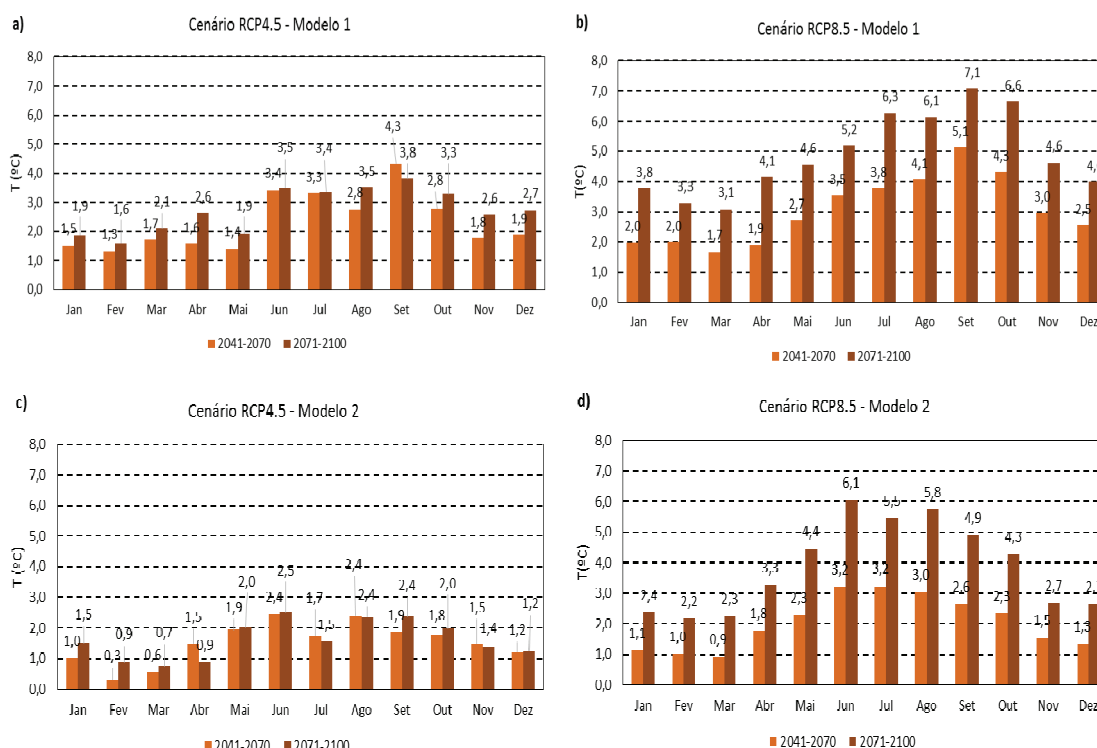 a)
Cenário RCP4.5 - Modelo 1
T (ºC)
8,0
7,0
6,0
5,0
4,0
3,0
2,0
1,0
0,0
1,5 1,9 1,3 1,6 1,7 2,1 1,6 2,6 1,4 1,9 3,4 3,5 3,3 3,4 2,8 3,5 4,3 3,8 2,8 3,3 1,8 2,6 1,9 2,7
Jan Fev Mar Abr Mai Jun Jul Ago Set Out Nov Dez
2041-2070 2071-2100
b)
Cenário RCP8.5 - Modelo 1
T (ºC)
8,0
7,0
6,0
5,0
4,0
3,0
2,0
1,0
0,0
2,0 3,8 2,0 3,3 1,7 3,1 1,9 4,1 2,7 4,6 3,5 5,2 3,8 6,3 4,1 6,1 5,1 7,1 4,3 6,6 3,0 4,6 2,5
Jan Fev Mar Abr Mai Jun Jul Ago Set Out Nov Dez
2041-2070 2071-2100
c)
Cenário RCP4.5 - Modelo 2
T (ºC)
8,0
7,0
6,0
5,0
4,0
3,0
2,0
1,0
0,0
1,0 1,5 0,3 0,9 0,6 0,7 1,5 0,9 1,9 2,0 2,4 2,5 1,7 1,5 2,4 2,4 1,9 2,4 1,8 2,0 1,5 1,4 1,2 1,2
Jan Fev Mar Abr Mai Jun Jul Ago Set Out Nov Dez
2041-2070 2071-2100
d)
Cenário RCP8.5 - Modelo 2
T (ºC)
8,0
7,0
6,0
5,0
4,0
3,0
2,0
1,0
0,0
1,1 2,4 1,0 2,2 0,9 2,3 1,8 3,3 2,3 4,4 3,2 6,1 3,2 5,5 3,0 5,8 2,6 4,9 2,3 4,3 1,5 2,7 1,3
Jan Fev Mar Abr Mai Jun Jul Ago Set Out Nov Dez
2041-2070 2071-2100